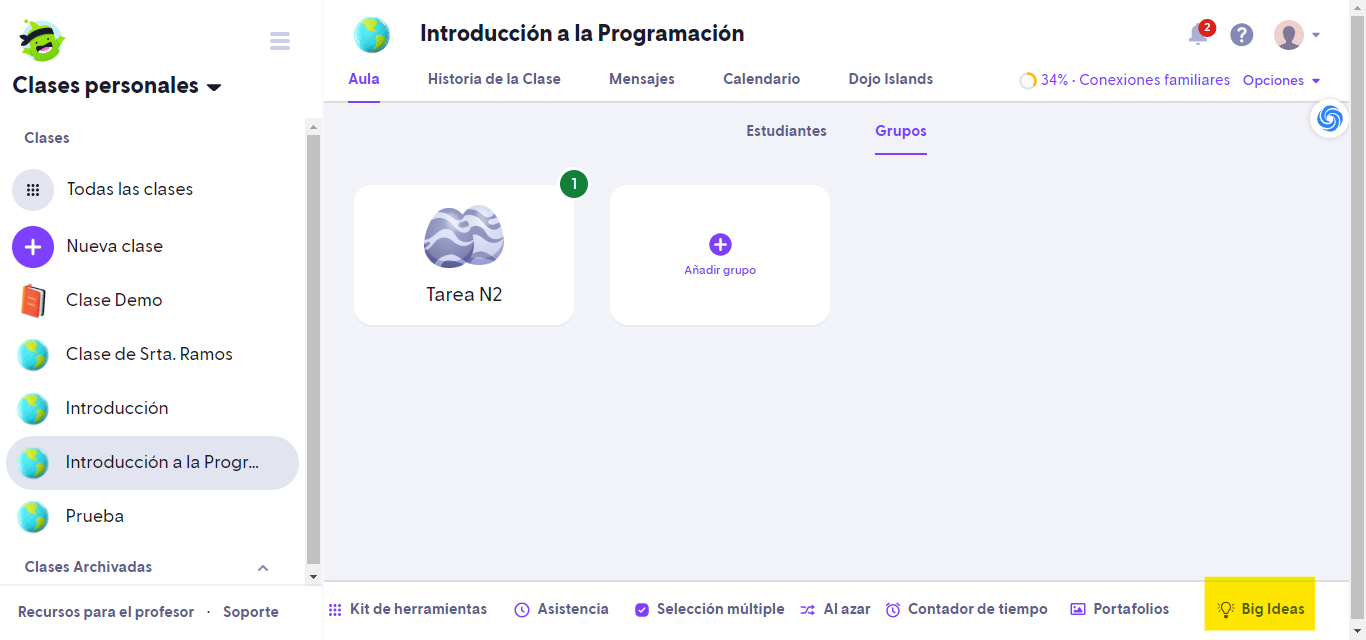 Clases personales
Clases
Todas las clases
Nueva clase
Clase Demo
Clase de Srta. Ramos
Introducción
Introducción a la Progr...
Prueba
Clases Archivadas
Recursos para el profesor · Soporte
Introducción a la Programación
2
Aula Historia de la Clase Mensajes Calendario Dojo Islands 34% · Conexiones familiares Opciones
Estudiantes Grupos
1
Tarea N2
Añadir grupo
Kit de herramientas Asistencia Selección múltiple Al azar Contador de tiempo Portafolios Big Ideas